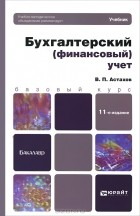 Учебник
Бухгалтерский
(финансовый)
учет
В. П. Астахов
базовый курс
11-е издание
Бакалавр
юрайт